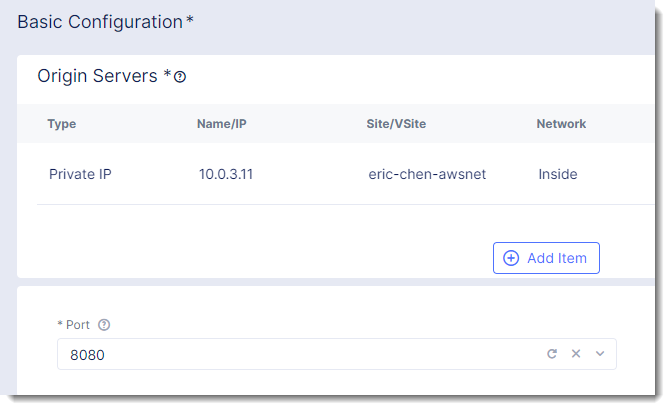 Basic Configuration *
Origin Servers *
Type Name/IP Site/VSite Network
Private IP 10.0.3.11 eric-chen-awsnet Inside
Add Item
* Port
8080